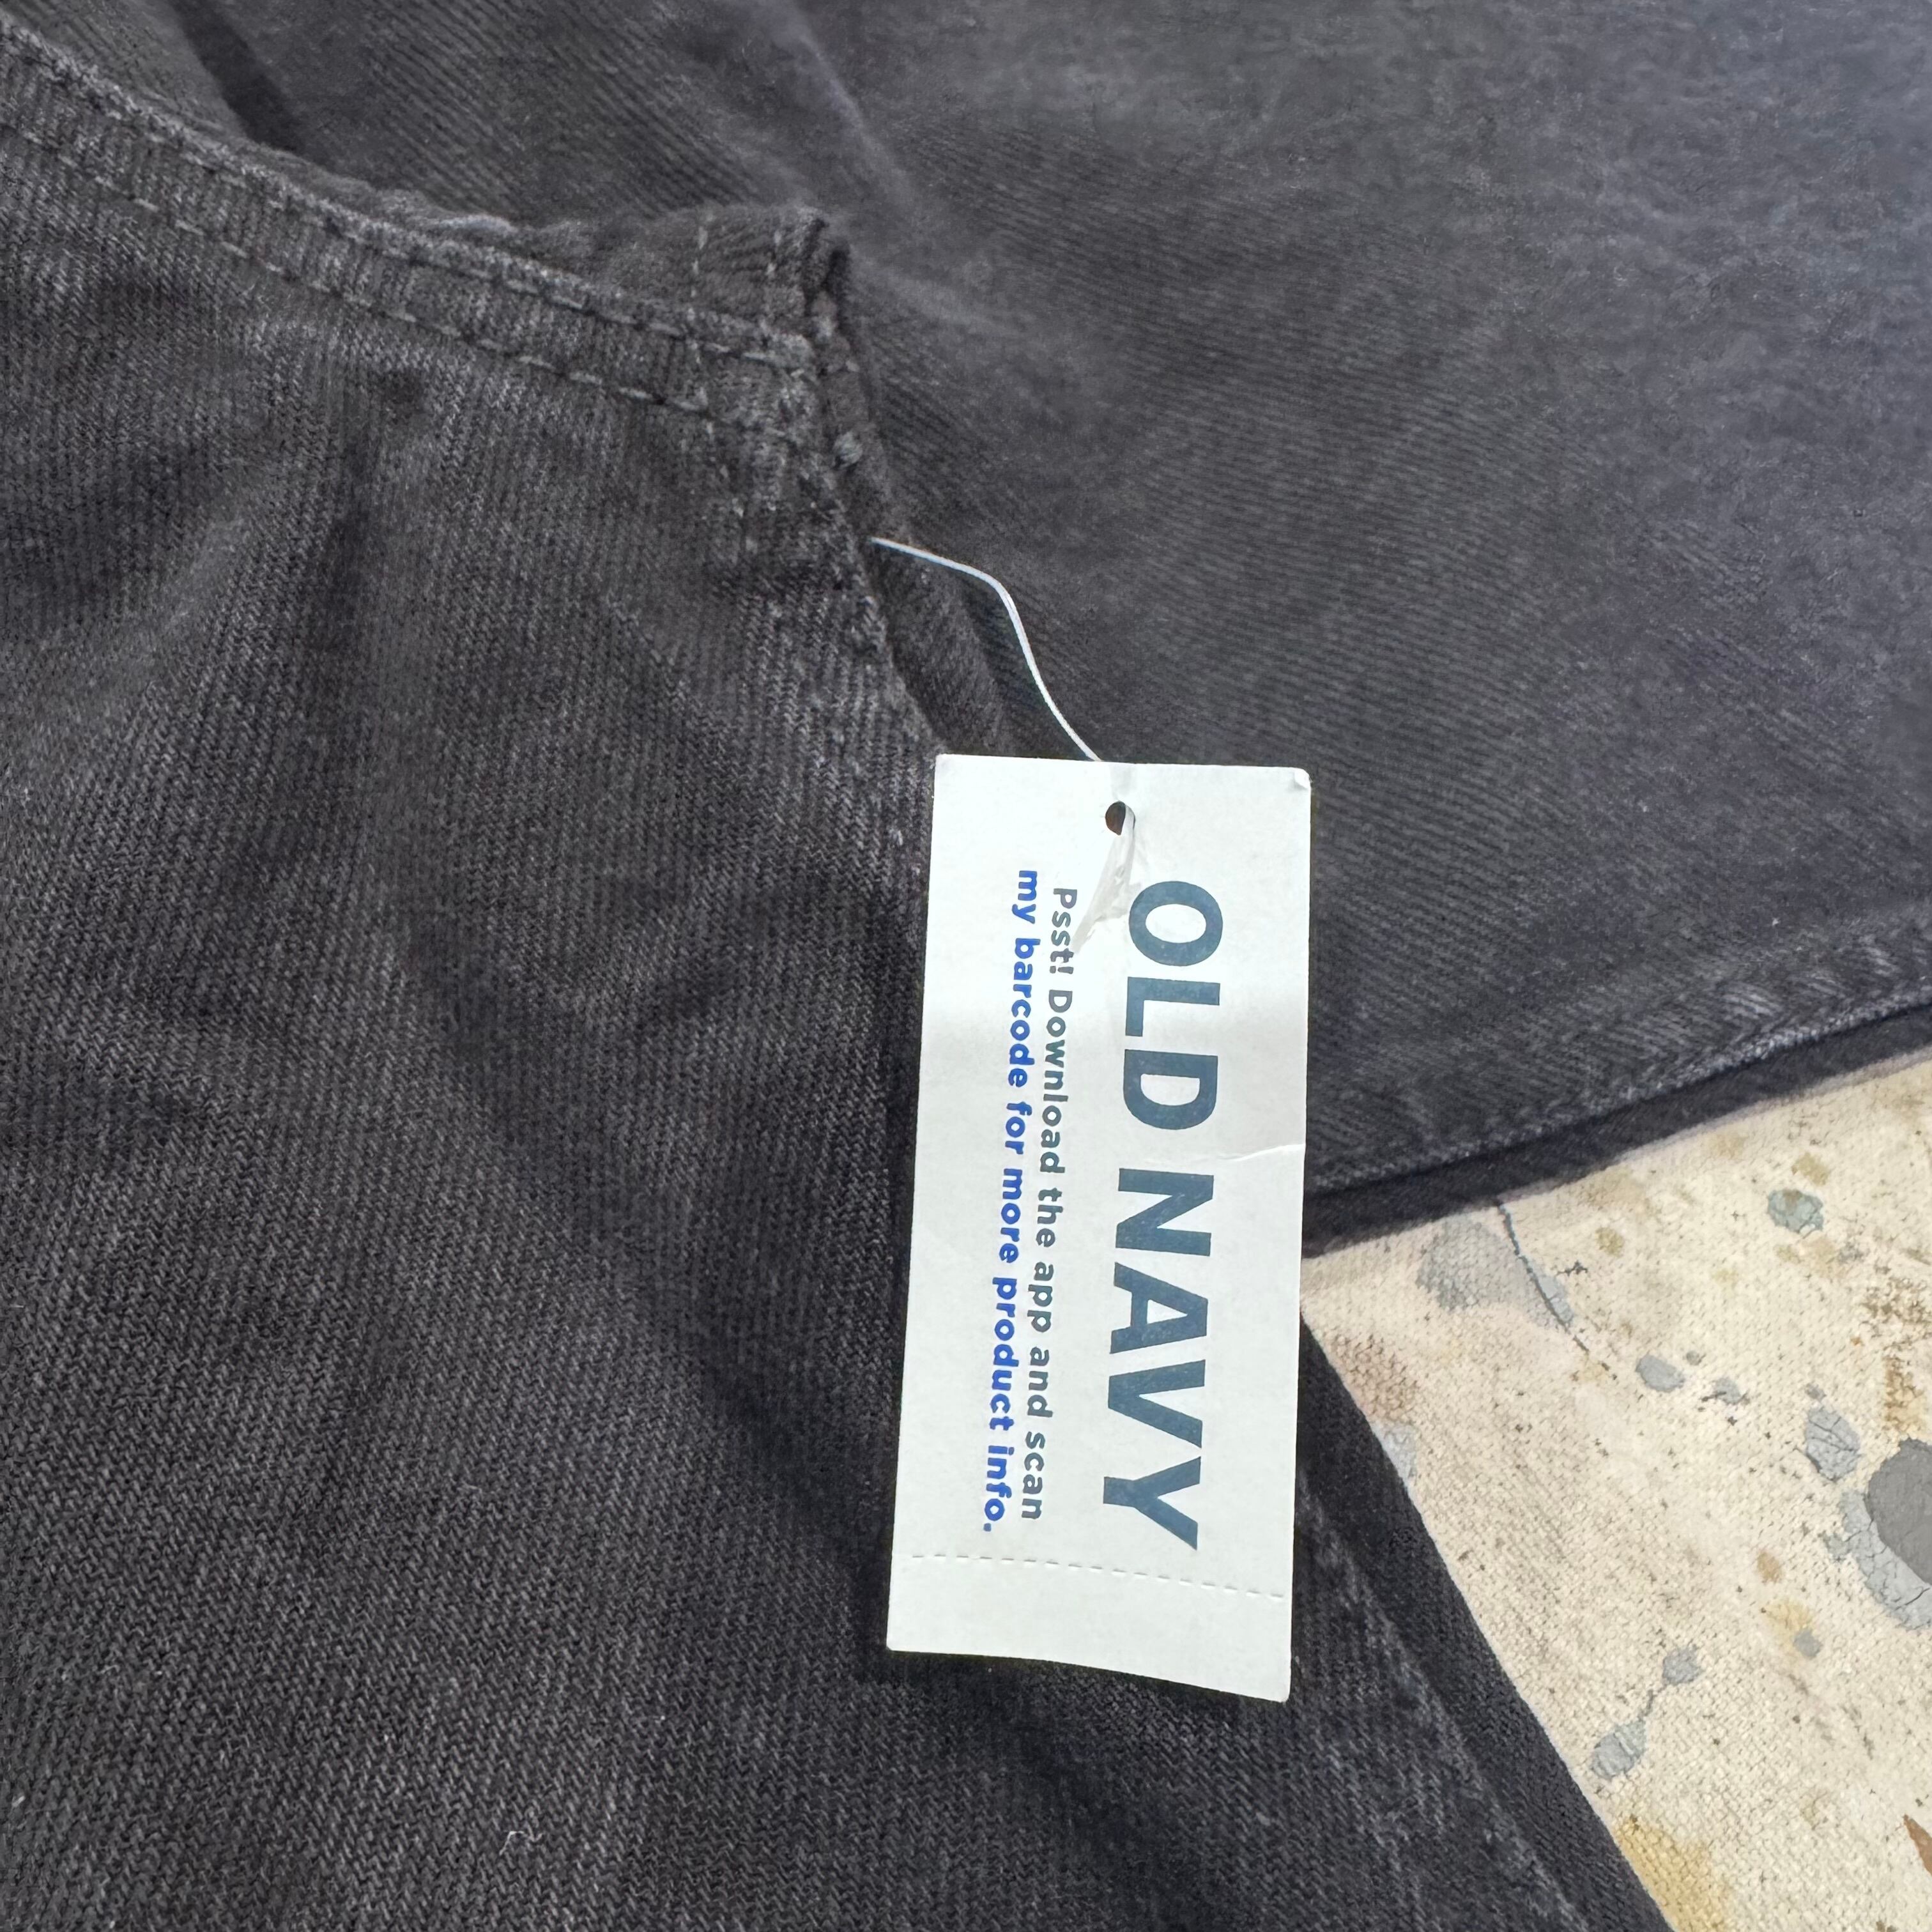 OLD NAVY
Psst! Download the app and scan
my barcode for more product info.